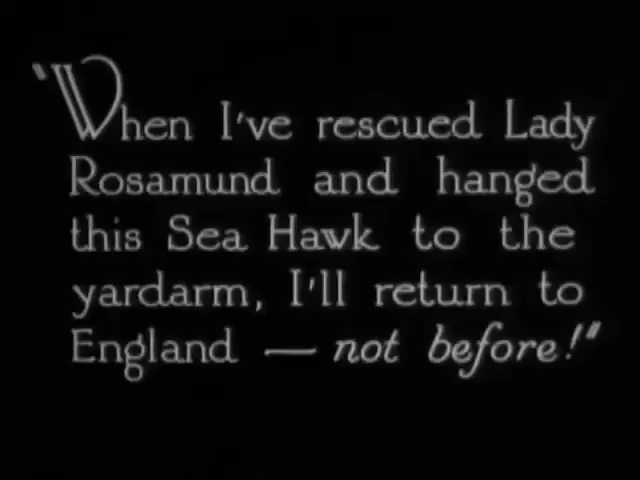 "When I've rescued Lady
Rosamund and hanged
this Sea Hawk to the
yardarm, I'll return to
England — not before!"